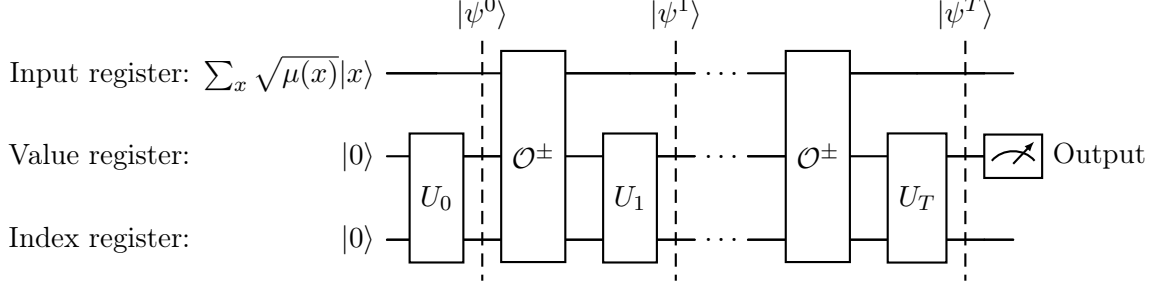 |ψ⁰⟩ |ψ¹⟩ |ψᵀ⟩
Input register: ∑ₓ √μ(x)|x⟩ · · · 
Value register: |0⟩ 𝒪± · · · 𝒪± Output
U₀ U₁ U_T
Index register: |0⟩ · · ·